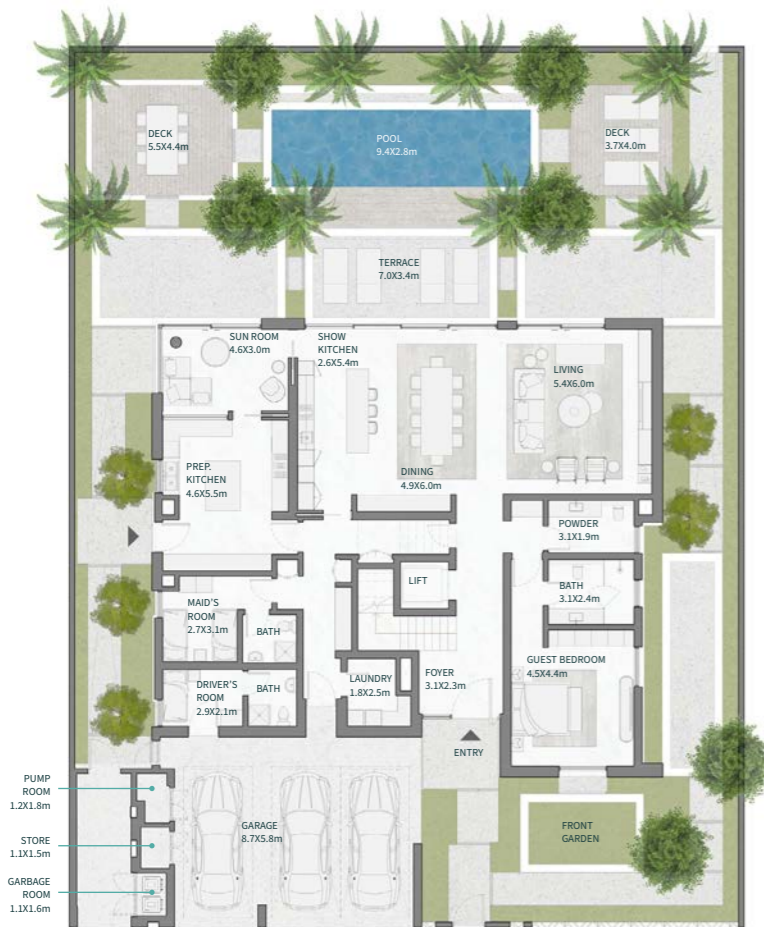 DECK
5.5X4.4m
POOL
9.4X2.8m
DECK
3.7X4.0m
TERRACE
7.0X3.4m
SUN ROOM
4.6X3.0m
SHOW
KITCHEN
2.6X5.4m
LIVING
5.4X6.0m
PREP.
KITCHEN
4.6X5.5m
DINING
4.9X6.0m
POWDER
3.1X1.9m
LIFT
BATH
3.1X2.4m
MAID'S
ROOM
2.7X3.1m
BATH
GUEST BEDROOM
4.5X4.4m
FOYER
3.1X2.3m
LAUNDRY
1.8X2.5m
DRIVER'S
ROOM
2.9X2.1m
BATH
ENTRY
PUMP
ROOM
1.2X1.8m
GARAGE
8.7X5.8m
FRONT
GARDEN
STORE
1.1X1.5m
GARBAGE
ROOM
1.1X1.6m